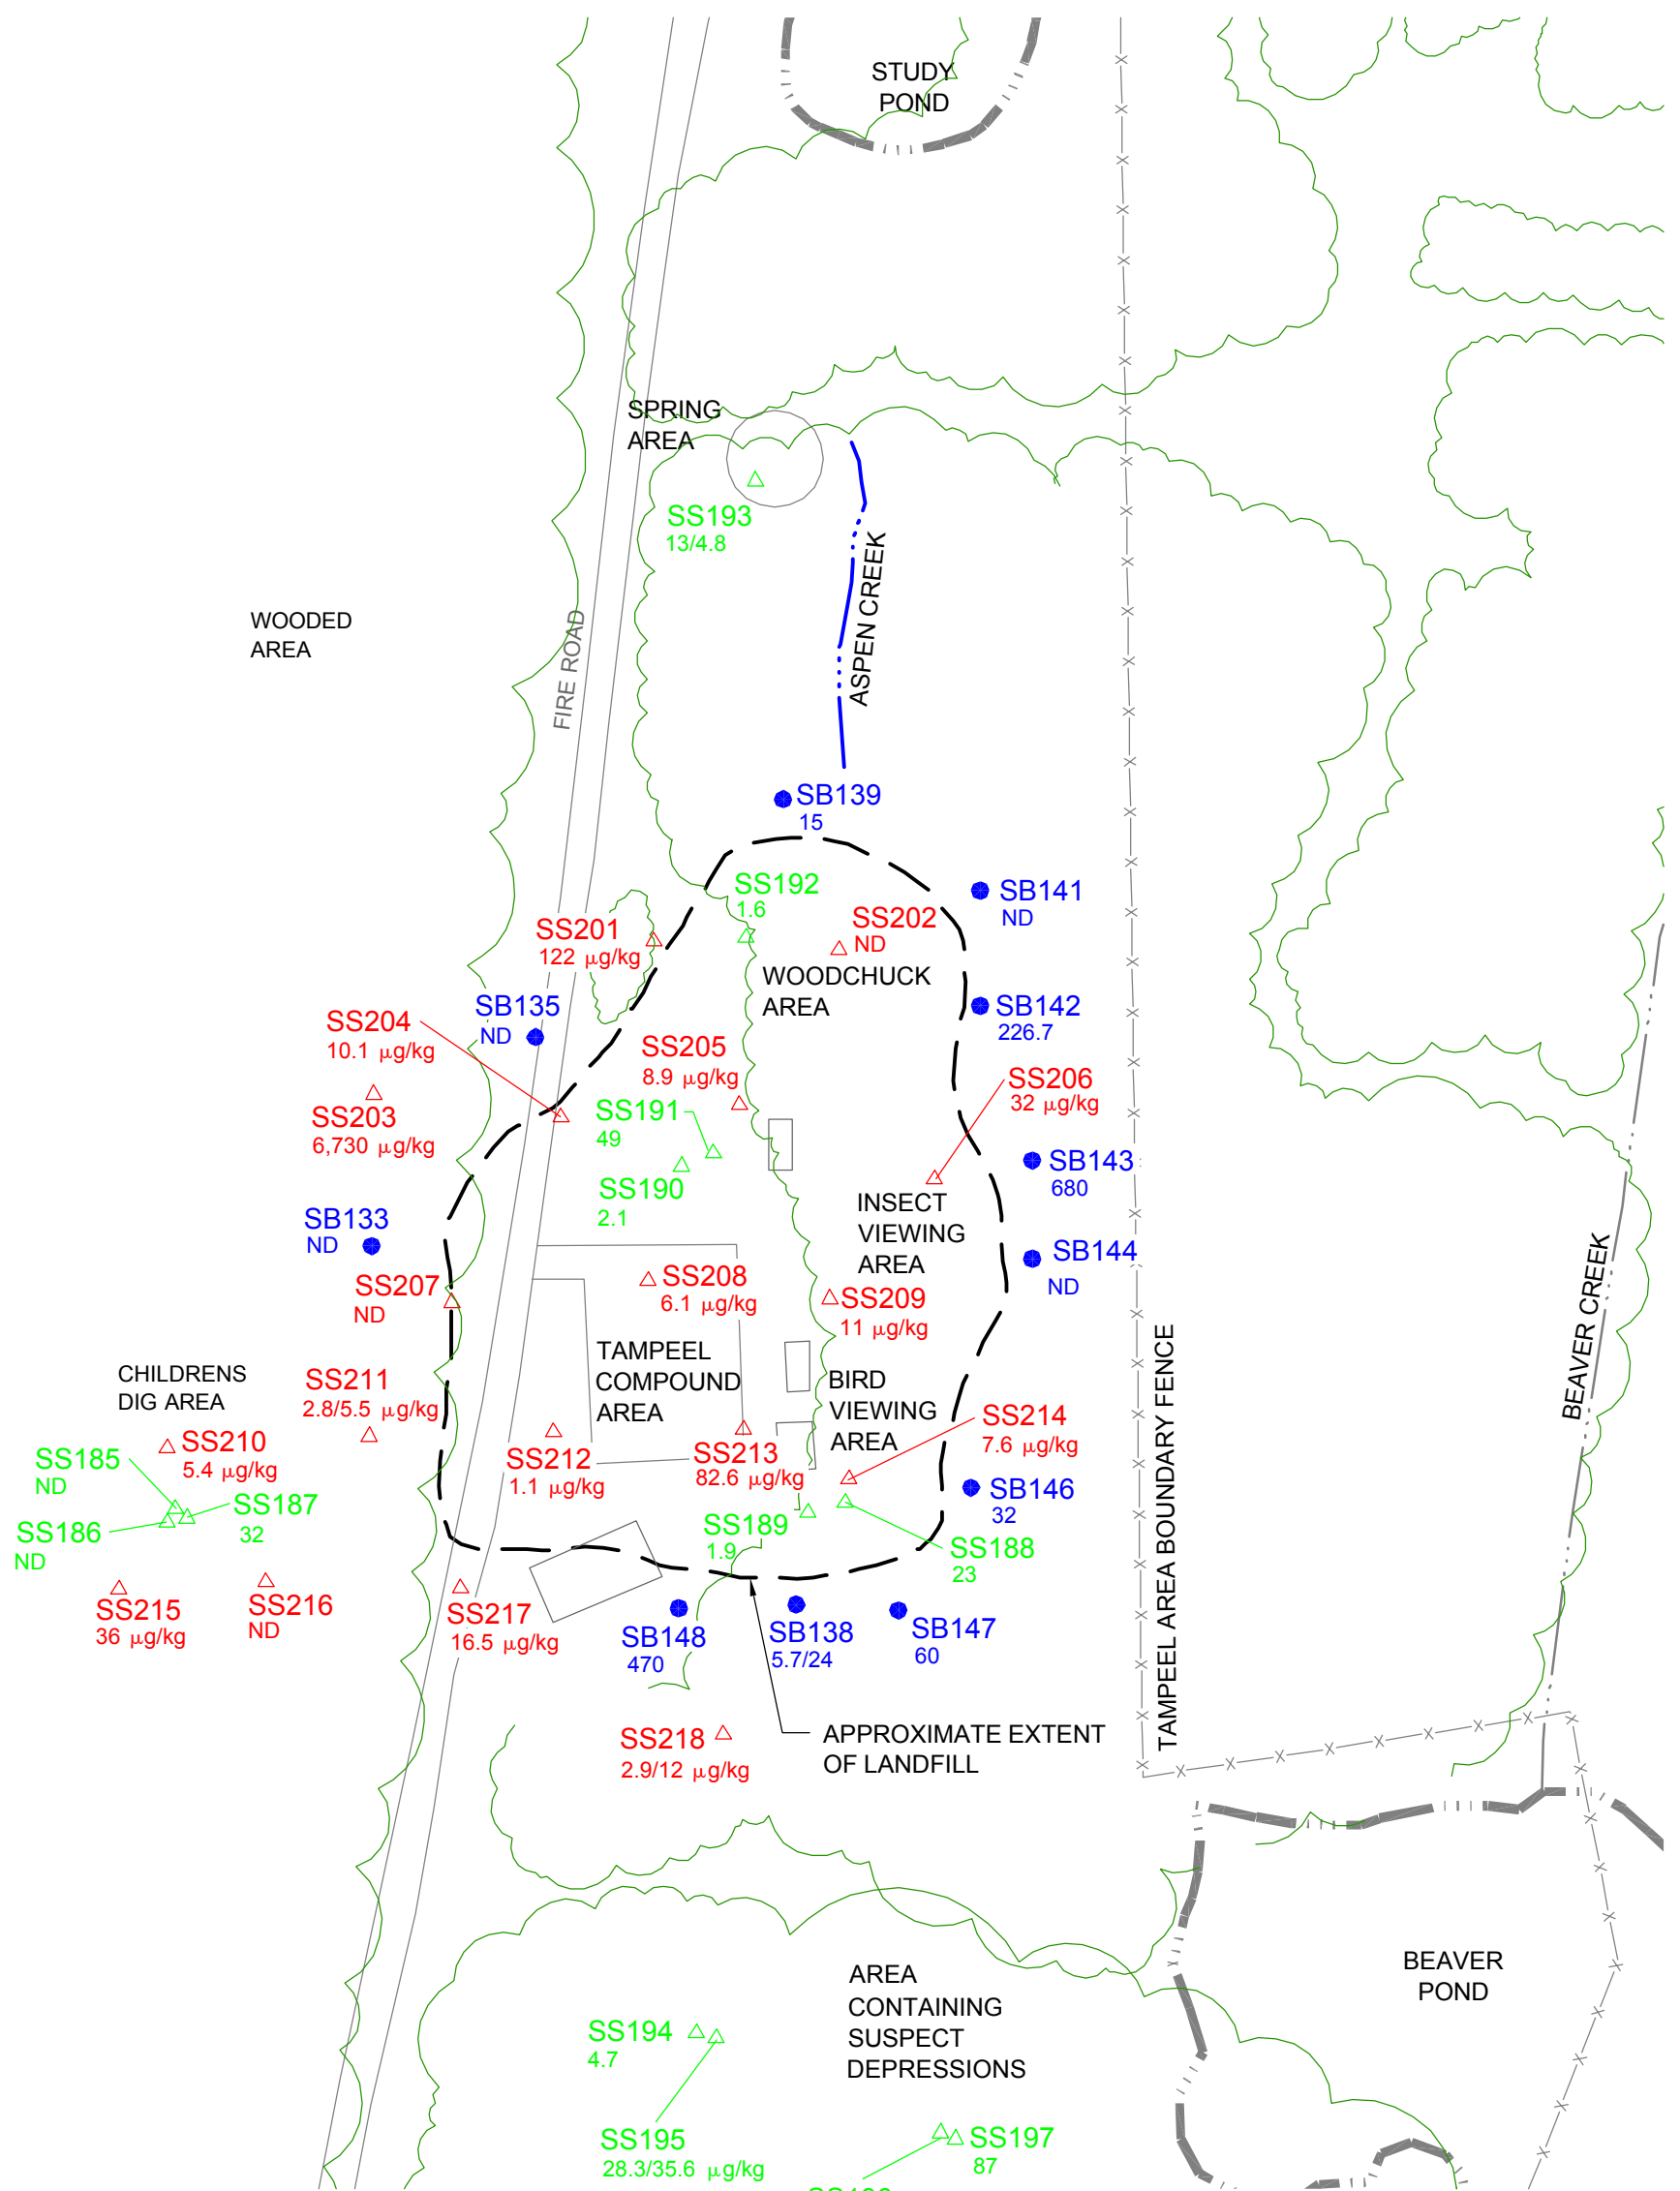 STUDY
POND
SPRING
AREA
SS193
13/4.8
ASPEN CREEK
WOODED
AREA
FIRE ROAD
SB139
15
SS192
1.6
SB141
ND
SS201
122 µg/kg
SS202
ND
WOODCHUCK
AREA
SB135
ND
SB142
226.7
SS204
10.1 µg/kg
SS205
8.9 µg/kg
SS206
32 µg/kg
SS203
6,730 µg/kg
SS191
49
SB143
680
SS190
2.1
INSECT
VIEWING
AREA
SB133
ND
SB144
ND
SS207
ND
SS208
6.1 µg/kg
SS209
11 µg/kg
BEAVER CREEK
TAMPEEL
COMPOUND
AREA
CHILDRENS
DIG AREA
SS211
2.8/5.5 µg/kg
BIRD
VIEWING
AREA
SS214
7.6 µg/kg
TAMPEEL AREA BOUNDARY FENCE
SS210
5.4 µg/kg
SS185
ND
SS212
1.1 µg/kg
SS213
82.6 µg/kg
SS187
32
SS186
ND
SB146
32
SS189
1.9
SS188
23
SS215
36 µg/kg
SS216
ND
SS217
16.5 µg/kg
SB148
470
SB138
5.7/24
SB147
60
SS218
2.9/12 µg/kg
APPROXIMATE EXTENT
OF LANDFILL
BEAVER
POND
AREA
CONTAINING
SUSPECT
DEPRESSIONS
SS194
4.7
SS195
28.3/35.6 µg/kg
SS197
87